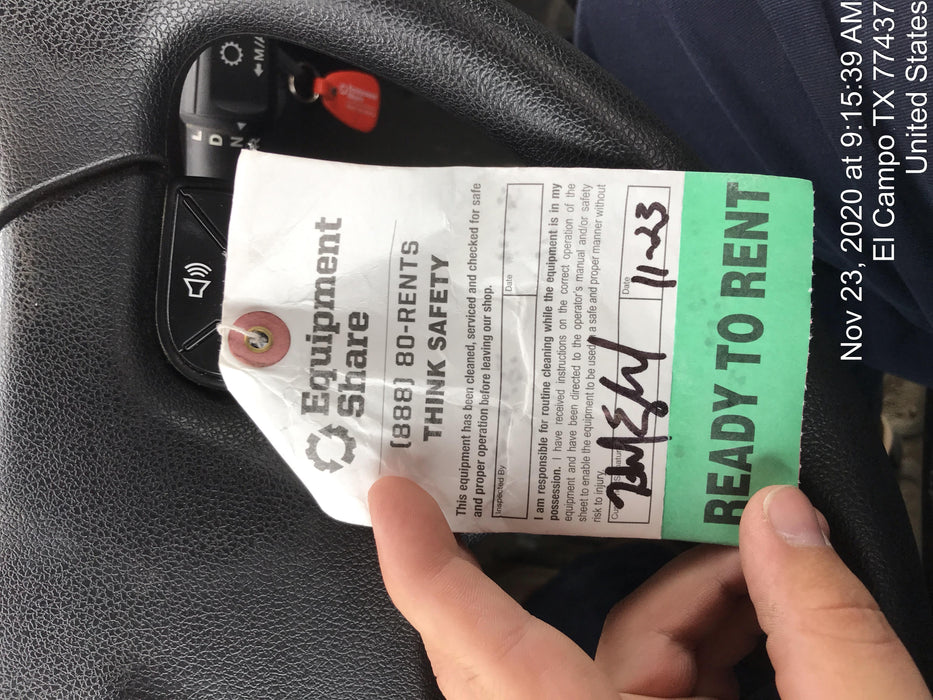 Nov 23, 2020 at 9:15:39 AM
El Campo TX 77437
United States
M/A
L
D
N
Equipment
Share
(888) 80-RENTS
THINK SAFETY
This equipment has been cleaned, serviced and checked for safe
and proper operation before leaving our shop.
Inspected By
Date
I am responsible for routine cleaning while the equipment is in my
possession. I have received instructions on the correct operation of the
equipment and have been directed to the operator's manual and/or safety
sheet to enable the equipment to be used in a safe and proper manner without
risk to injury.
Date
11-23
READY TO RENT